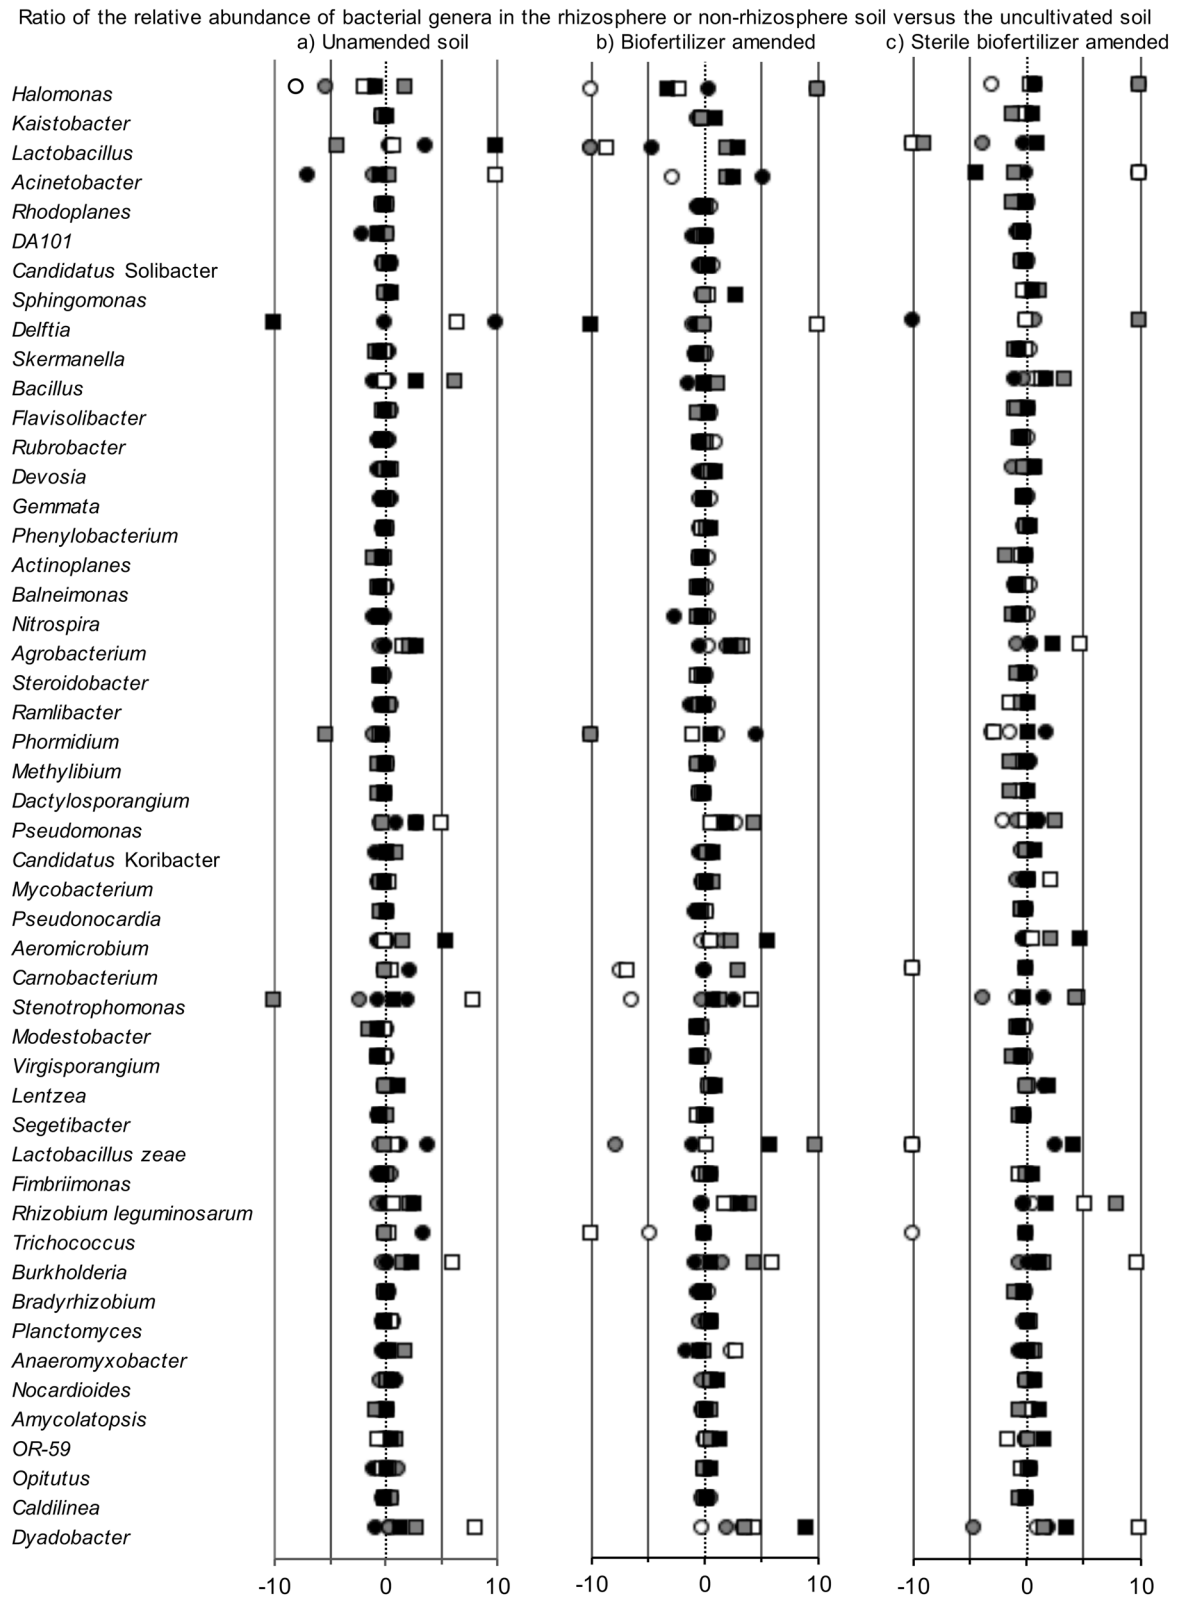 Ratio of the relative abundance of bacterial genera in the rhizosphere or non-rhizosphere soil versus the uncultivated soil
a) Unamended soil b) Biofertilizer amended c) Sterile biofertilizer amended
Halomonas
Kaistobacter
Lactobacillus
Acinetobacter
Rhodoplanes
DA101
Candidatus Solibacter
Sphingomonas
Delftia
Skermanella
Bacillus
Flavisolibacter
Rubrobacter
Devosia
Gemmata
Phenylobacterium
Actinoplanes
Balneimonas
Nitrospira
Agrobacterium
Steroidobacter
Ramlibacter
Phormidium
Methylibium
Dactylosporangium
Pseudomonas
Candidatus Koribacter
Mycobacterium
Pseudonocardia
Aeromicrobium
Carnobacterium
Stenotrophomonas
Modestobacter
Virgisporangium
Lentzea
Segetibacter
Lactobacillus zeae
Fimbriimonas
Rhizobium leguminosarum
Trichococcus
Burkholderia
Bradyrhizobium
Planctomyces
Anaeromyxobacter
Nocardioides
Amycolatopsis
OR-59
Opitutus
Caldilinea
Dyadobacter
-10 0 10 -10 0 10 -10 0 10